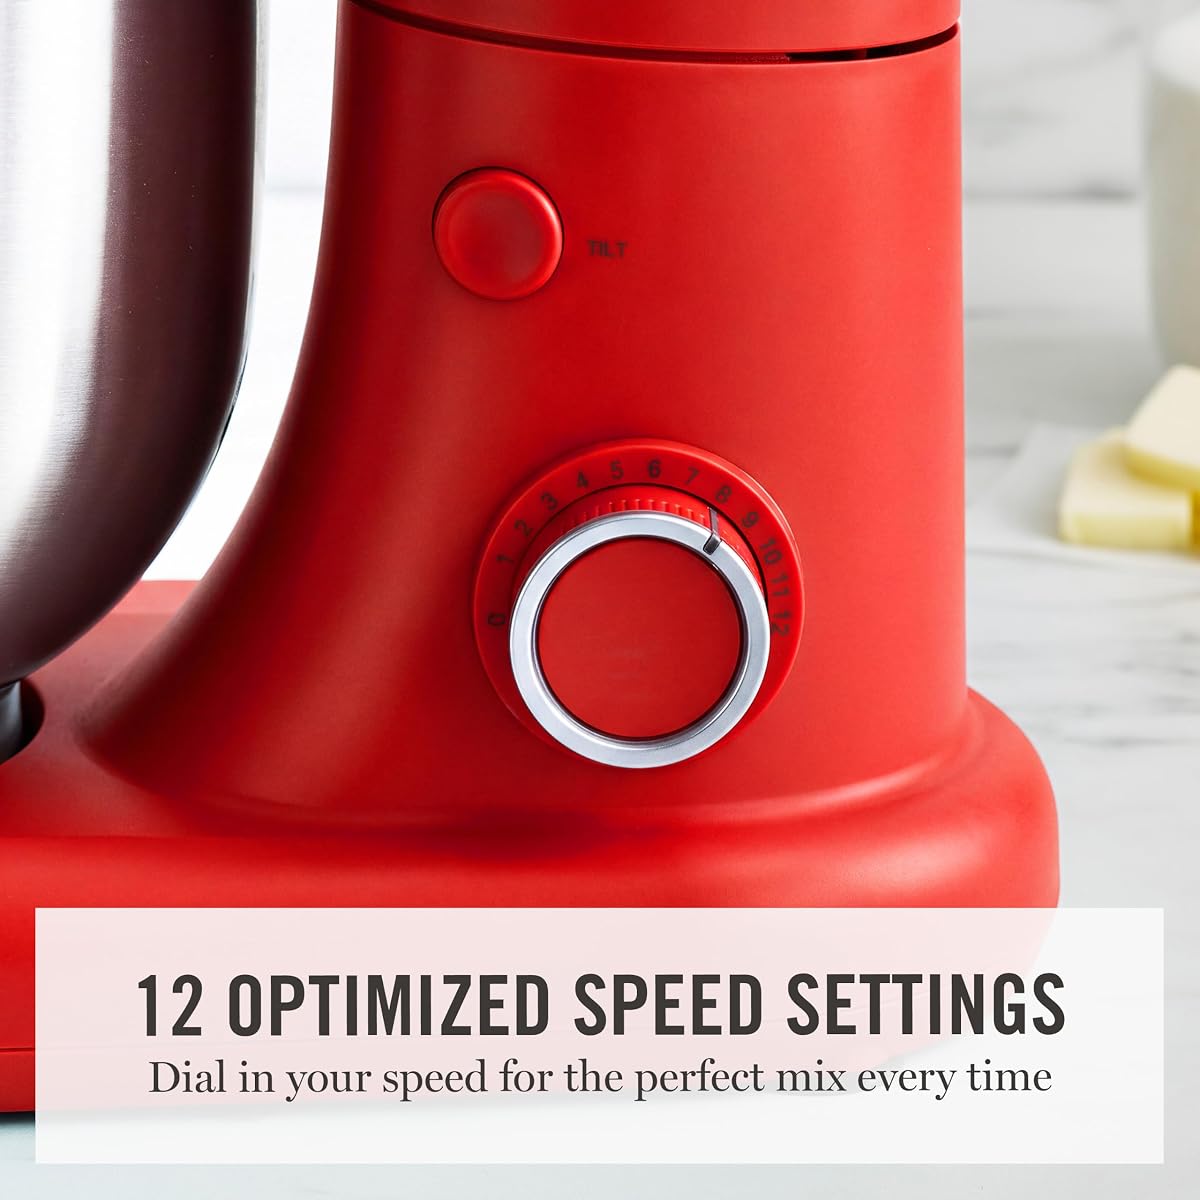 TILT
0 1 2 3 4 5 6 7 8 9 10 11 12
12 OPTIMIZED SPEED SETTINGS
Dial in your speed for the perfect mix every time